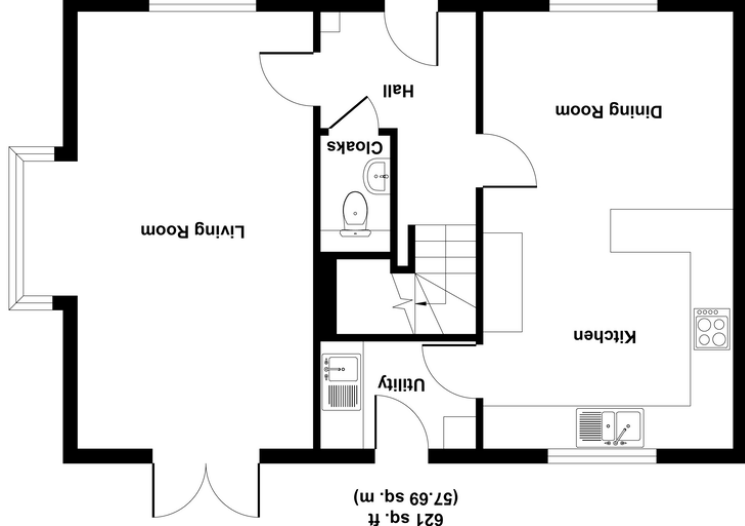 621 sq. ft
(57.69 sq. m)
Utility
Kitchen
Living Room
Cloaks
Dining Room
Hall